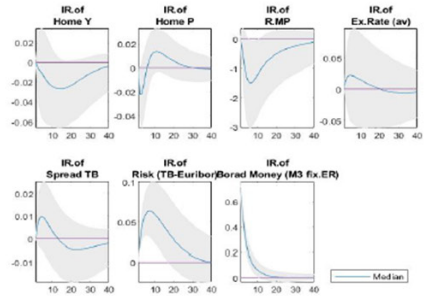 IR.of
Home Y
0.02
0
-0.02
-0.04
-0.06
10 20 30 40
IR.of
Home P
0.02
0
-0.02
-0.04
10 20 30 40
IR.of
R.MP
0
-1
-2
-3
10 20 30 40
IR.of
Ex.Rate (av)
0.05
0
-0.05
10 20 30 40
IR.of
Spread TB
0.02
0.01
0
-0.01
10 20 30 40
IR.of
Risk (TB-Euribor)
0.1
0.05
0
10 20 30 40
IR.of
Borad Money (M3 fix.ER)
0.6
0.4
0.2
0
10 20 30 40
Median